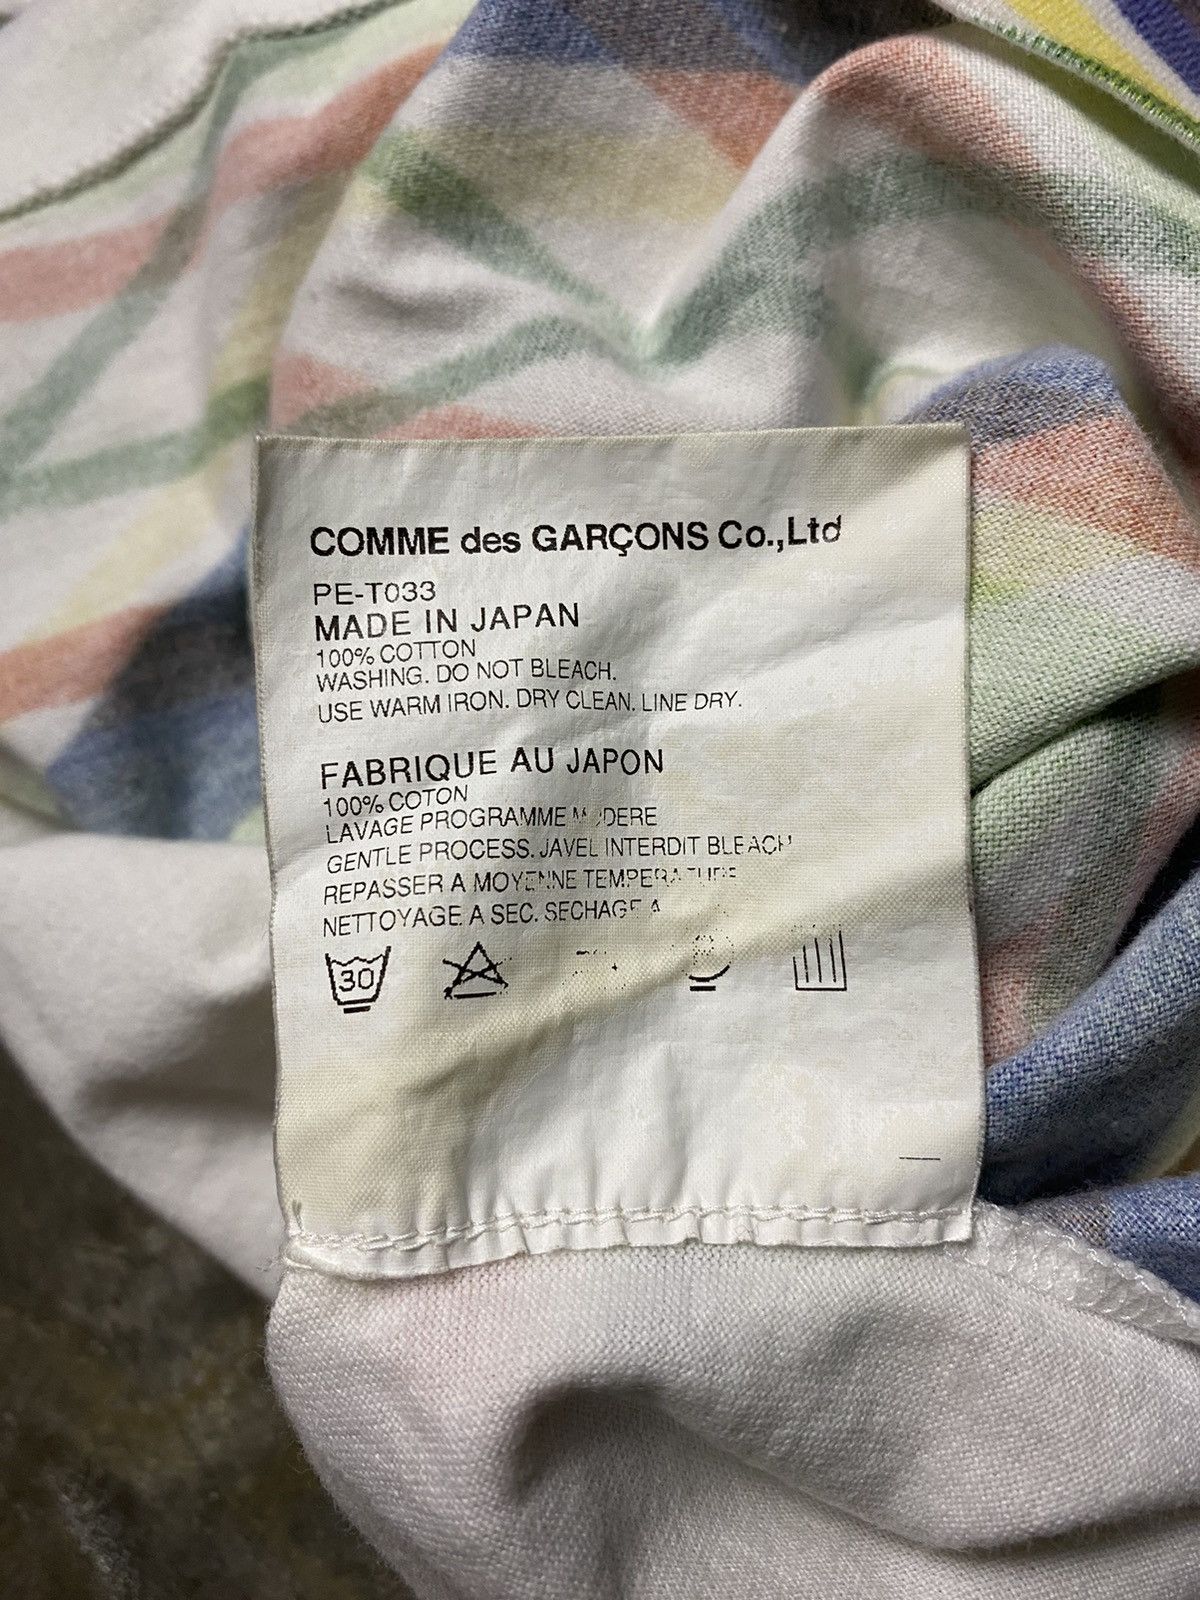 COMME des GARÇONS Co.,Ltd
PE-T033
MADE IN JAPAN
100% COTTON
WASHING. DO NOT BLEACH.
USE WARM IRON. DRY CLEAN. LINE DRY.
FABRIQUE AU JAPON
100% COTON
LAVAGE PROGRAMME
GENTLE PROCESS. JAVEL INTERDIT BLEACH
REPASSER A MOYENNE TEMPERATURE
NETTOYAGE A SEC. SECHAGE A
30